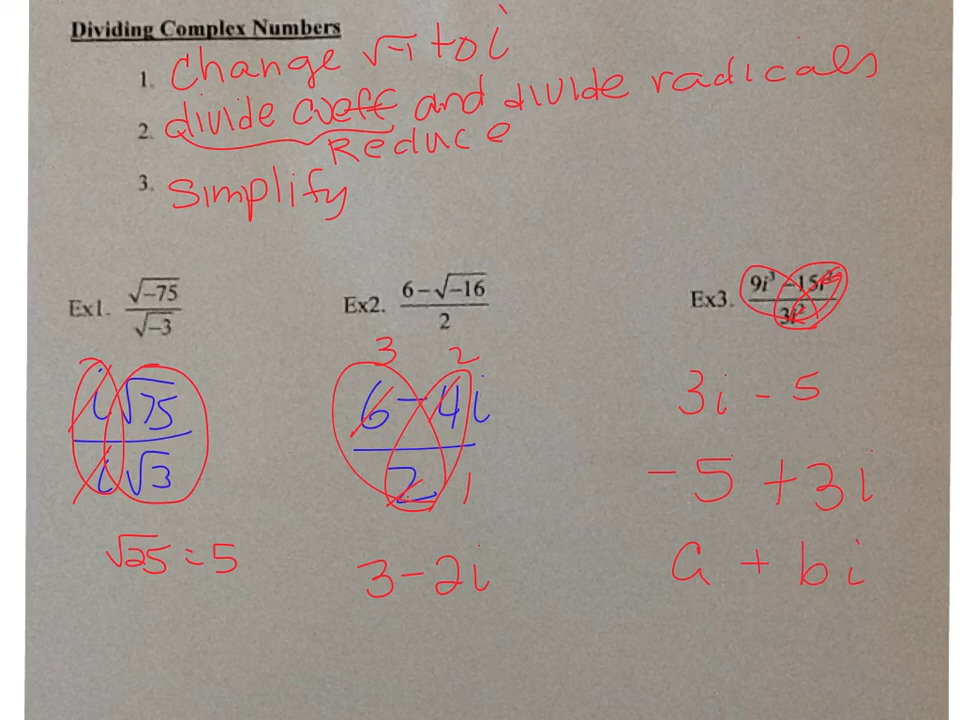 Dividing Complex Numbers
1. Change √-1 to i
2. divide coeff and divide radicals
Reduce
3. Simplify
Ex1. √-75 / √-3
Ex2. 6-√-16 / 2
Ex3. 9i³-15i² / 3i²
i√75 / i√3
3 2
6-4i / 2 1
3i - 5
-5 + 3i
√25 = 5
3-2i
a + bi